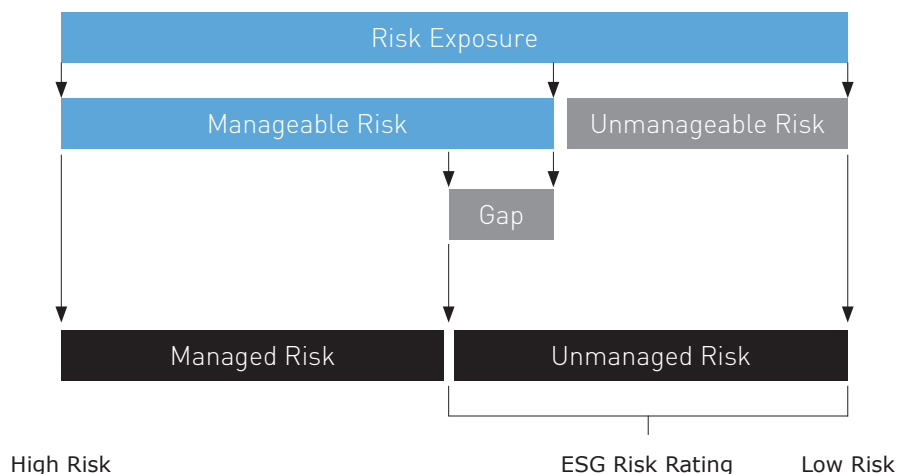 Risk Exposure
Manageable Risk Unmanageable Risk
Gap
Managed Risk Unmanaged Risk
High Risk ESG Risk Rating Low Risk